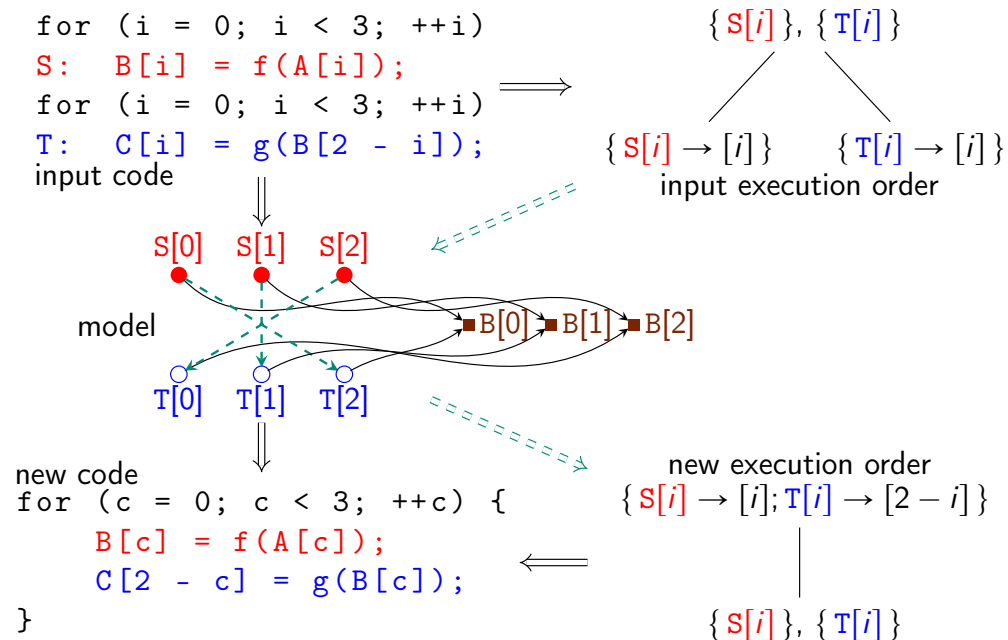 for (i = 0; i < 3; ++i)
S: B[i] = f(A[i]);
for (i = 0; i < 3; ++i)
T: C[i] = g(B[2 - i]);
input code
{ S[i] }, { T[i] }
{ S[i] → [i] } { T[i] → [i] }
input execution order
S[0] S[1] S[2]
model
B[0] B[1] B[2]
T[0] T[1] T[2]
new code
for (c = 0; c < 3; ++c) {
B[c] = f(A[c]);
C[2 - c] = g(B[c]);
}
new execution order
{ S[i] → [i]; T[i] → [2 − i] }
{ S[i] }, { T[i] }